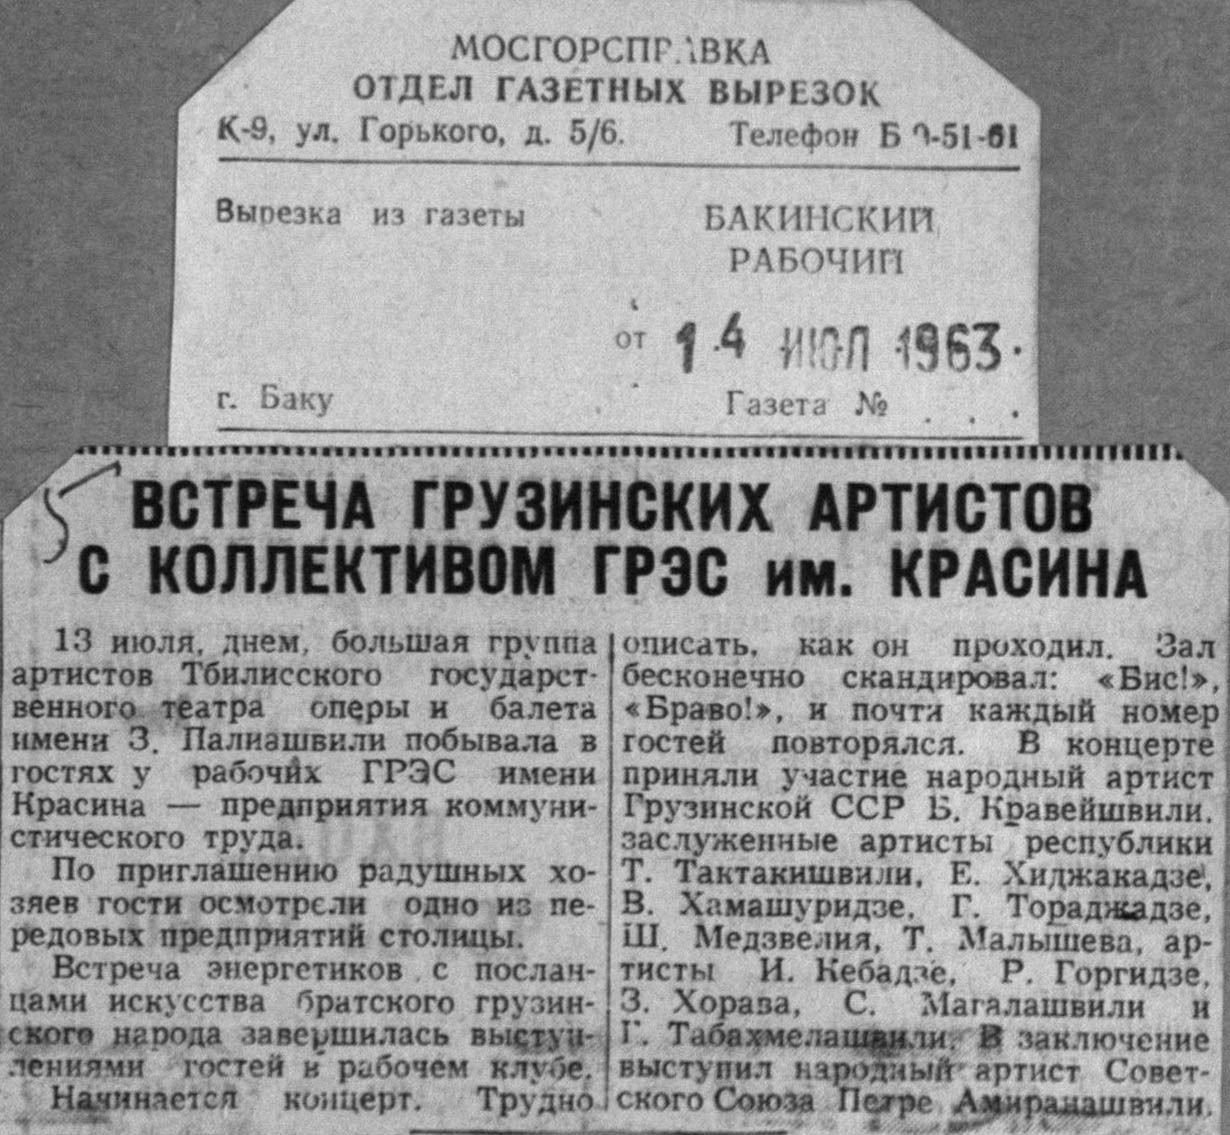 МОСГОРСПРАВКА
ОТДЕЛ ГАЗЕТНЫХ ВЫРЕЗОК
К-9, ул. Горького, д. 5/6. Телефон Б 9-51-61
Вырезка из газеты
БАКИНСКИЙ
РАБОЧИЙ
от 14 ИЮЛ 1963.
г. Баку
Газета № . . .
ВСТРЕЧА ГРУЗИНСКИХ АРТИСТОВ
С КОЛЛЕКТИВОМ ГРЭС им. КРАСИНА
13 июля, днем, большая группа
артистов Тбилисского государст-
венного театра оперы и балета
имени З. Палиашвили побывала в
гостях у рабочих ГРЭС имени
Красина — предприятия коммуни-
стического труда.
По приглашению радушных хо-
зяев гости осмотрели одно из пе-
редовых предприятий столицы.
Встреча энергетиков с послан-
цами искусства братского грузин-
ского народа завершилась выступ-
лениями гостей в рабочем клубе.
Начинается концерт. Трудно
описать, как он проходил. Зал
бесконечно скандировал: «Бис!»,
«Браво!», и почти каждый номер
гостей повторялся. В концерте
приняли участие народный артист
Грузинской ССР Б. Кравейшвили,
заслуженные артисты республики
Т. Тактакишвили, Е. Хиджакадзе,
В. Хамашуридзе, Г. Тораджадзе,
Ш. Медзвелия, Т. Малышева, ар-
тисты И. Кебадзе, Р. Горгидзе,
З. Хорава, С. Магалашвили и
Г. Табахмелашвили. В заключение
выступил народный артист Совет-
ского Союза Петре Амиранашвили.